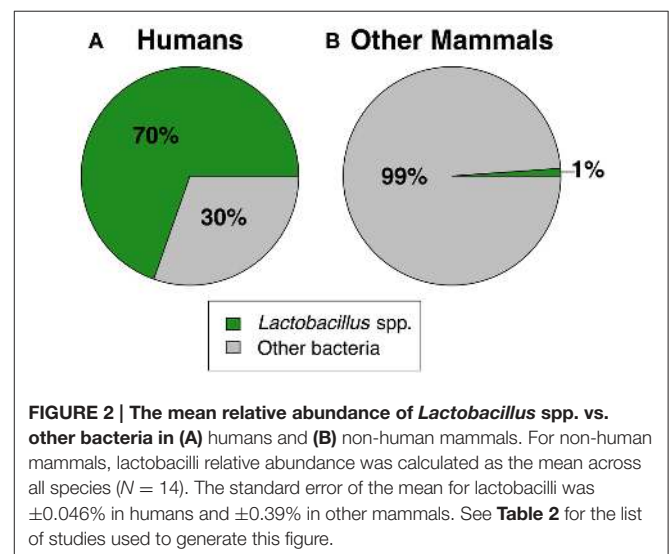 A Humans
B Other Mammals
70%
30%
99%
1%
Lactobacillus spp.
Other bacteria
FIGURE 2 | The mean relative abundance of Lactobacillus spp. vs.
other bacteria in (A) humans and (B) non-human mammals. For non-human
mammals, lactobacilli relative abundance was calculated as the mean across
all species (N = 14). The standard error of the mean for lactobacilli was
±0.046% in humans and ±0.39% in other mammals. See Table 2 for the list
of studies used to generate this figure.